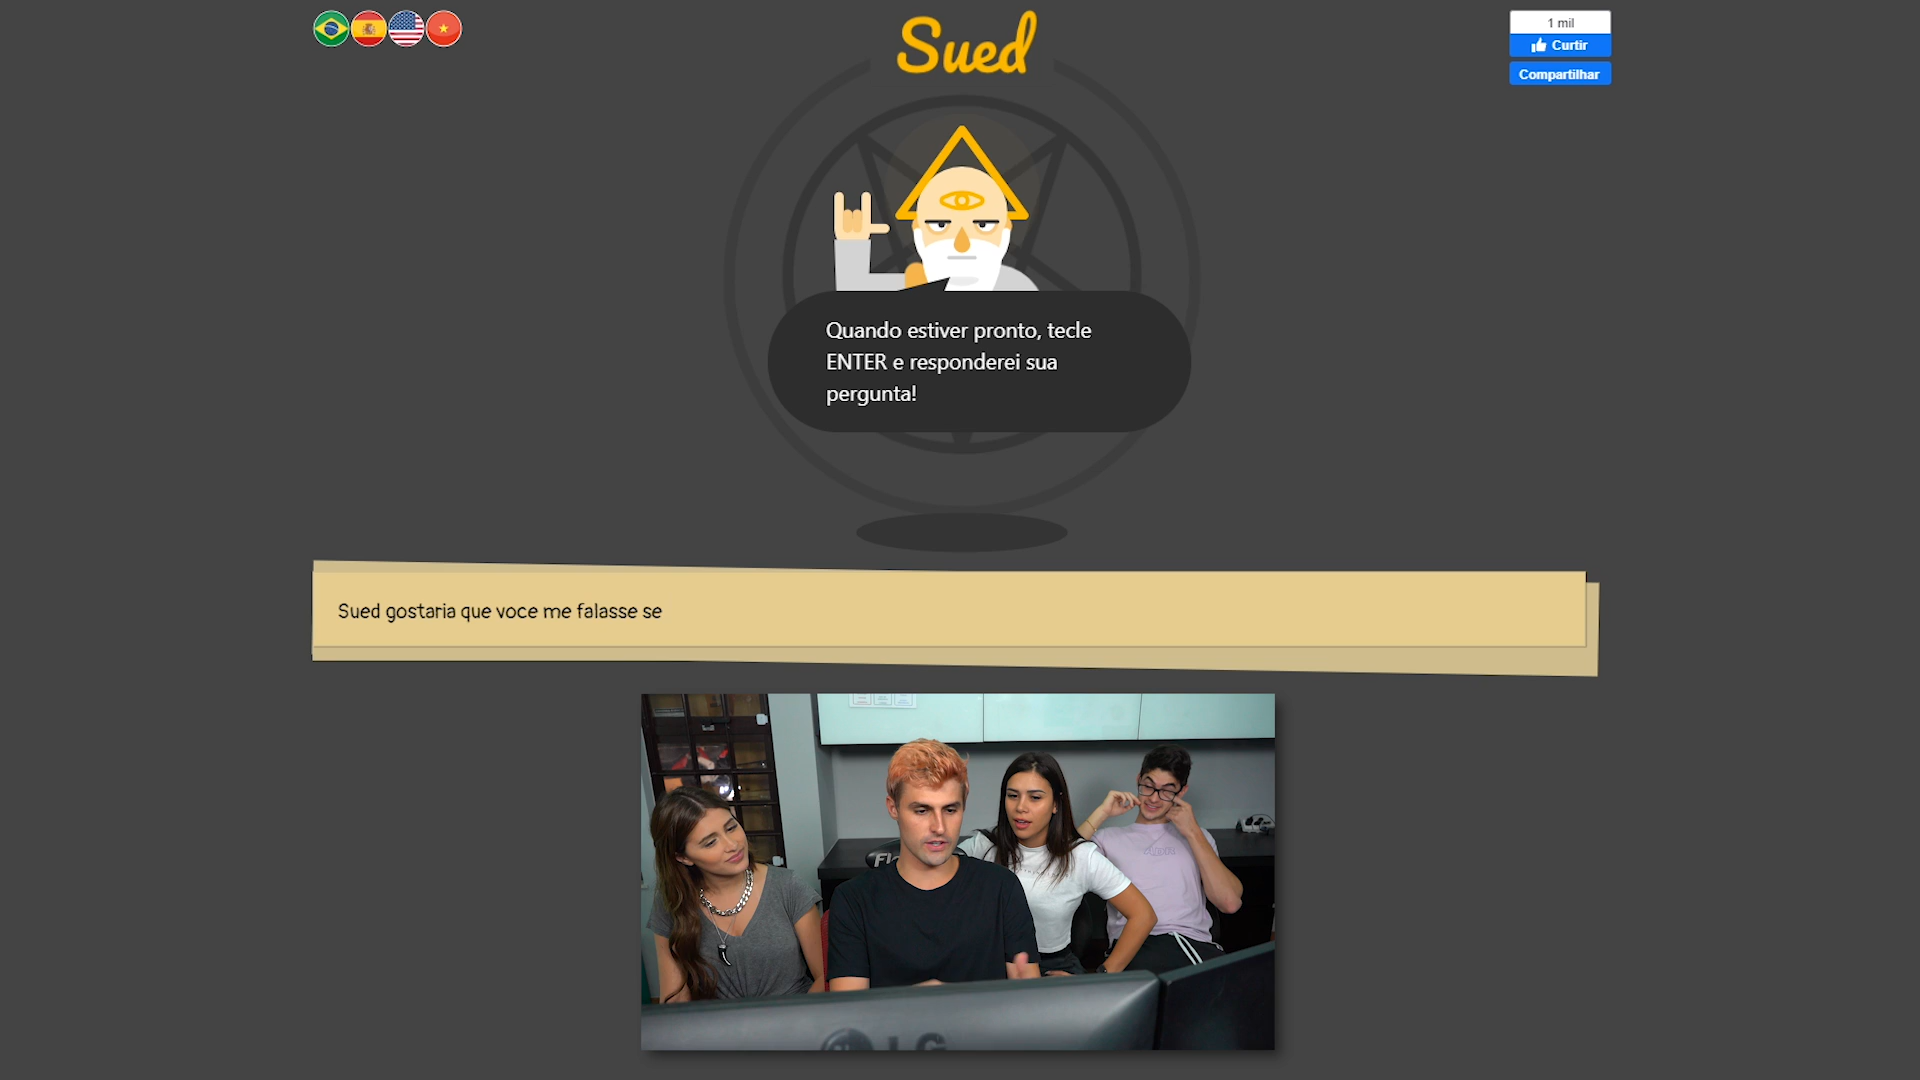 Sued
1 mil
Curtir
Compartilhar
Quando estiver pronto, tecle
ENTER e responderei sua
pergunta!
Sued gostaria que voce me falasse se
LG